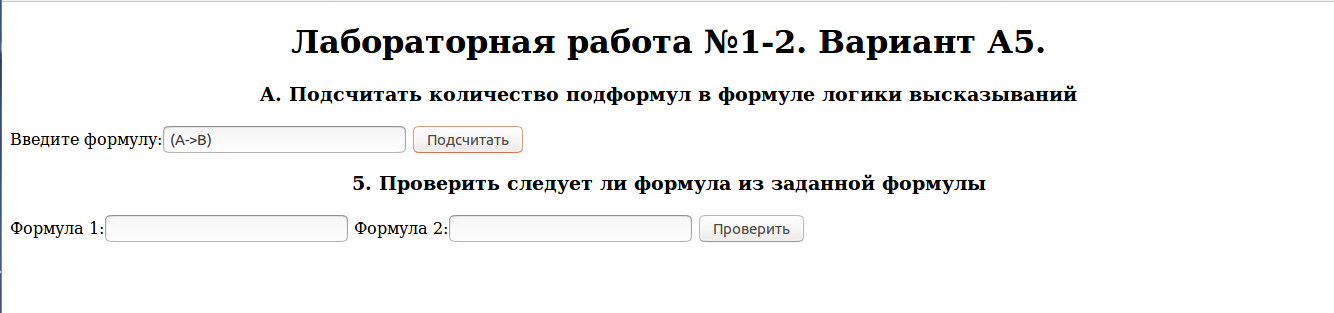 Лабораторная работа №1-2. Вариант А5.
А. Подсчитать количество подформул в формуле логики высказываний
Введите формулу: (A->B) Подсчитать
5. Проверить следует ли формула из заданной формулы
Формула 1: Формула 2: Проверить